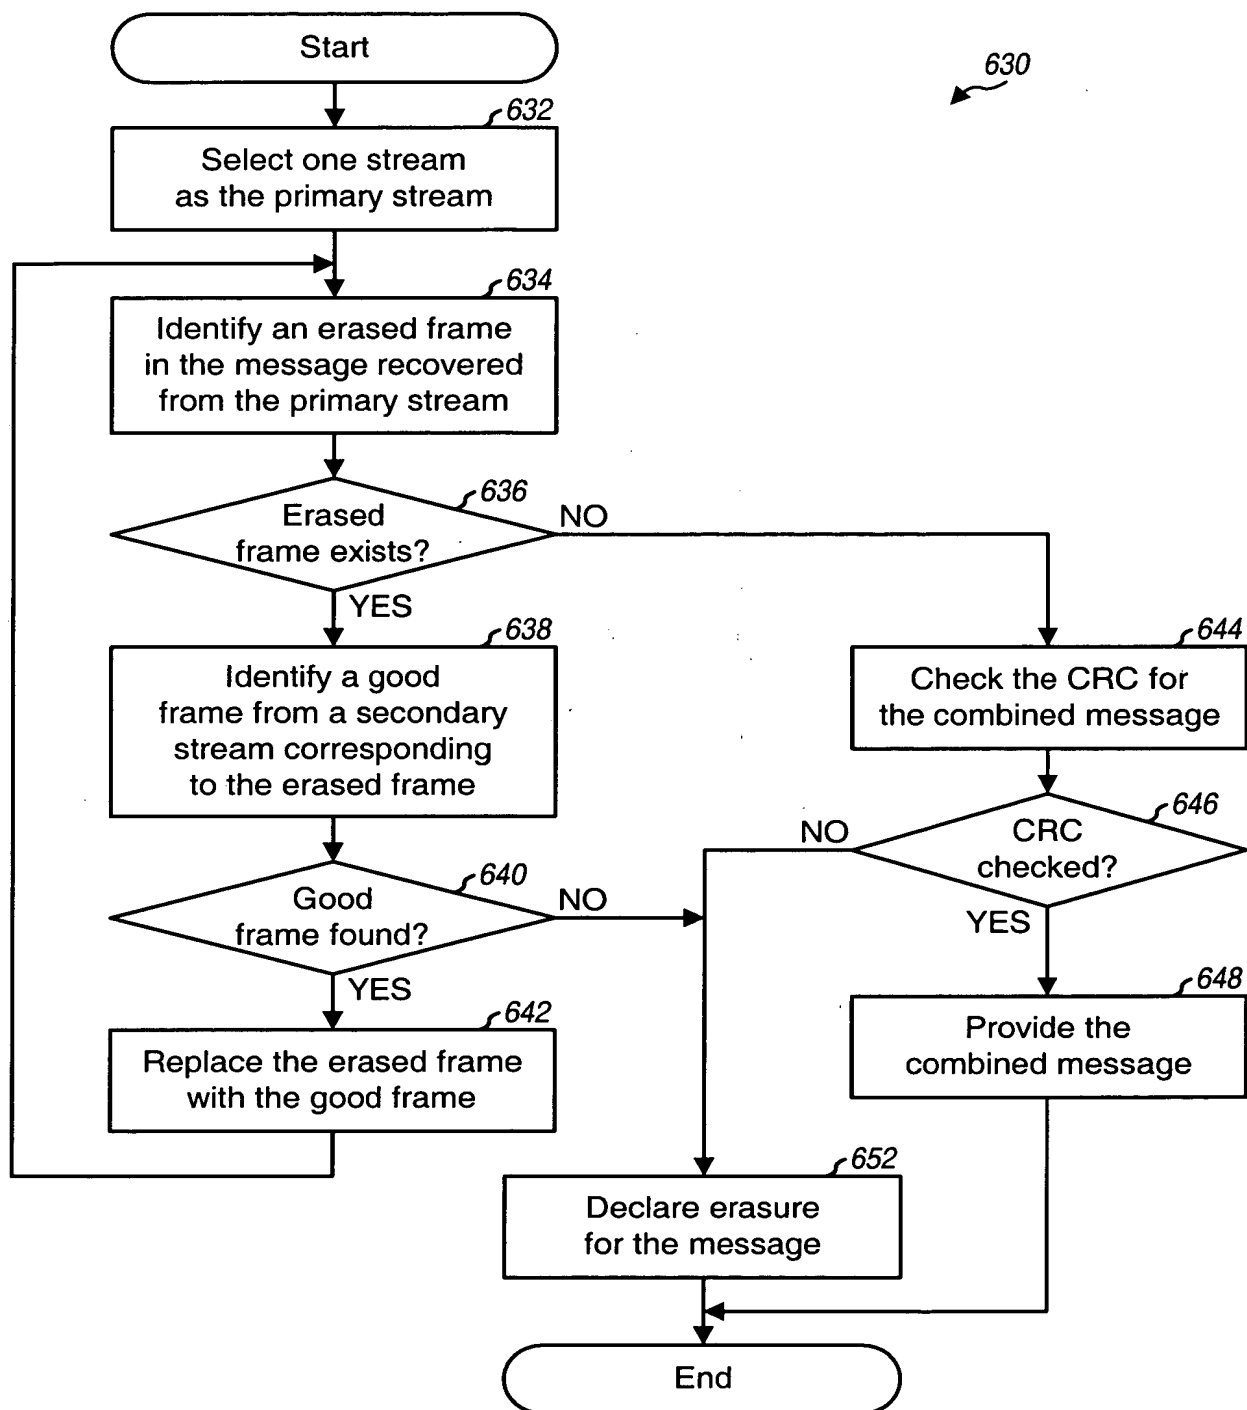 Start
630
632
Select one stream
as the primary stream
634
Identify an erased frame
in the message recovered
from the primary stream
636
Erased
frame exists?
NO
YES
638
Identify a good
frame from a secondary
stream corresponding
to the erased frame
640
Good
frame found?
NO
YES
642
Replace the erased frame
with the good frame
644
Check the CRC for
the combined message
646
CRC
checked?
NO
YES
648
Provide the
combined message
652
Declare erasure
for the message
End